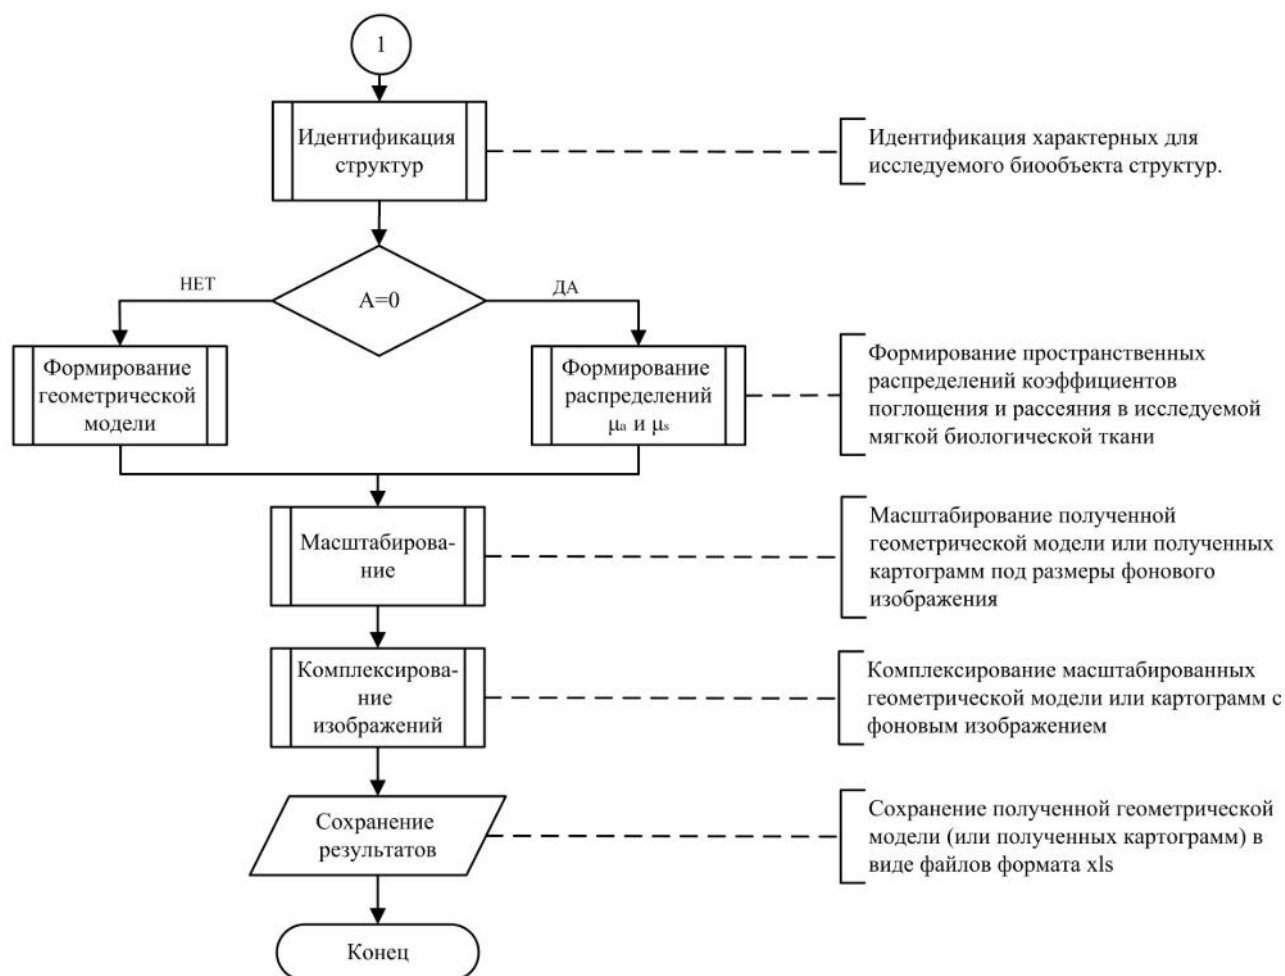 1
Идентификация
структур
Идентификация характерных для
исследуемого биообъекта структур.
НЕТ
A=0
ДА
Формирование
геометрической
модели
Формирование
распределений
μa и μs
Формирование пространственных
распределений коэффициентов
поглощения и рассеяния в исследуемой
мягкой биологической ткани
Масштабирова-
ние
Масштабирование полученной
геометрической модели или полученных
картограмм под размеры фонового
изображения
Комплексирова-
ние
изображений
Комплексирование масштабированных
геометрической модели или картограмм с
фоновым изображением
Сохранение
результатов
Сохранение полученной геометрической
модели (или полученных картограмм) в
виде файлов формата xls
Конец